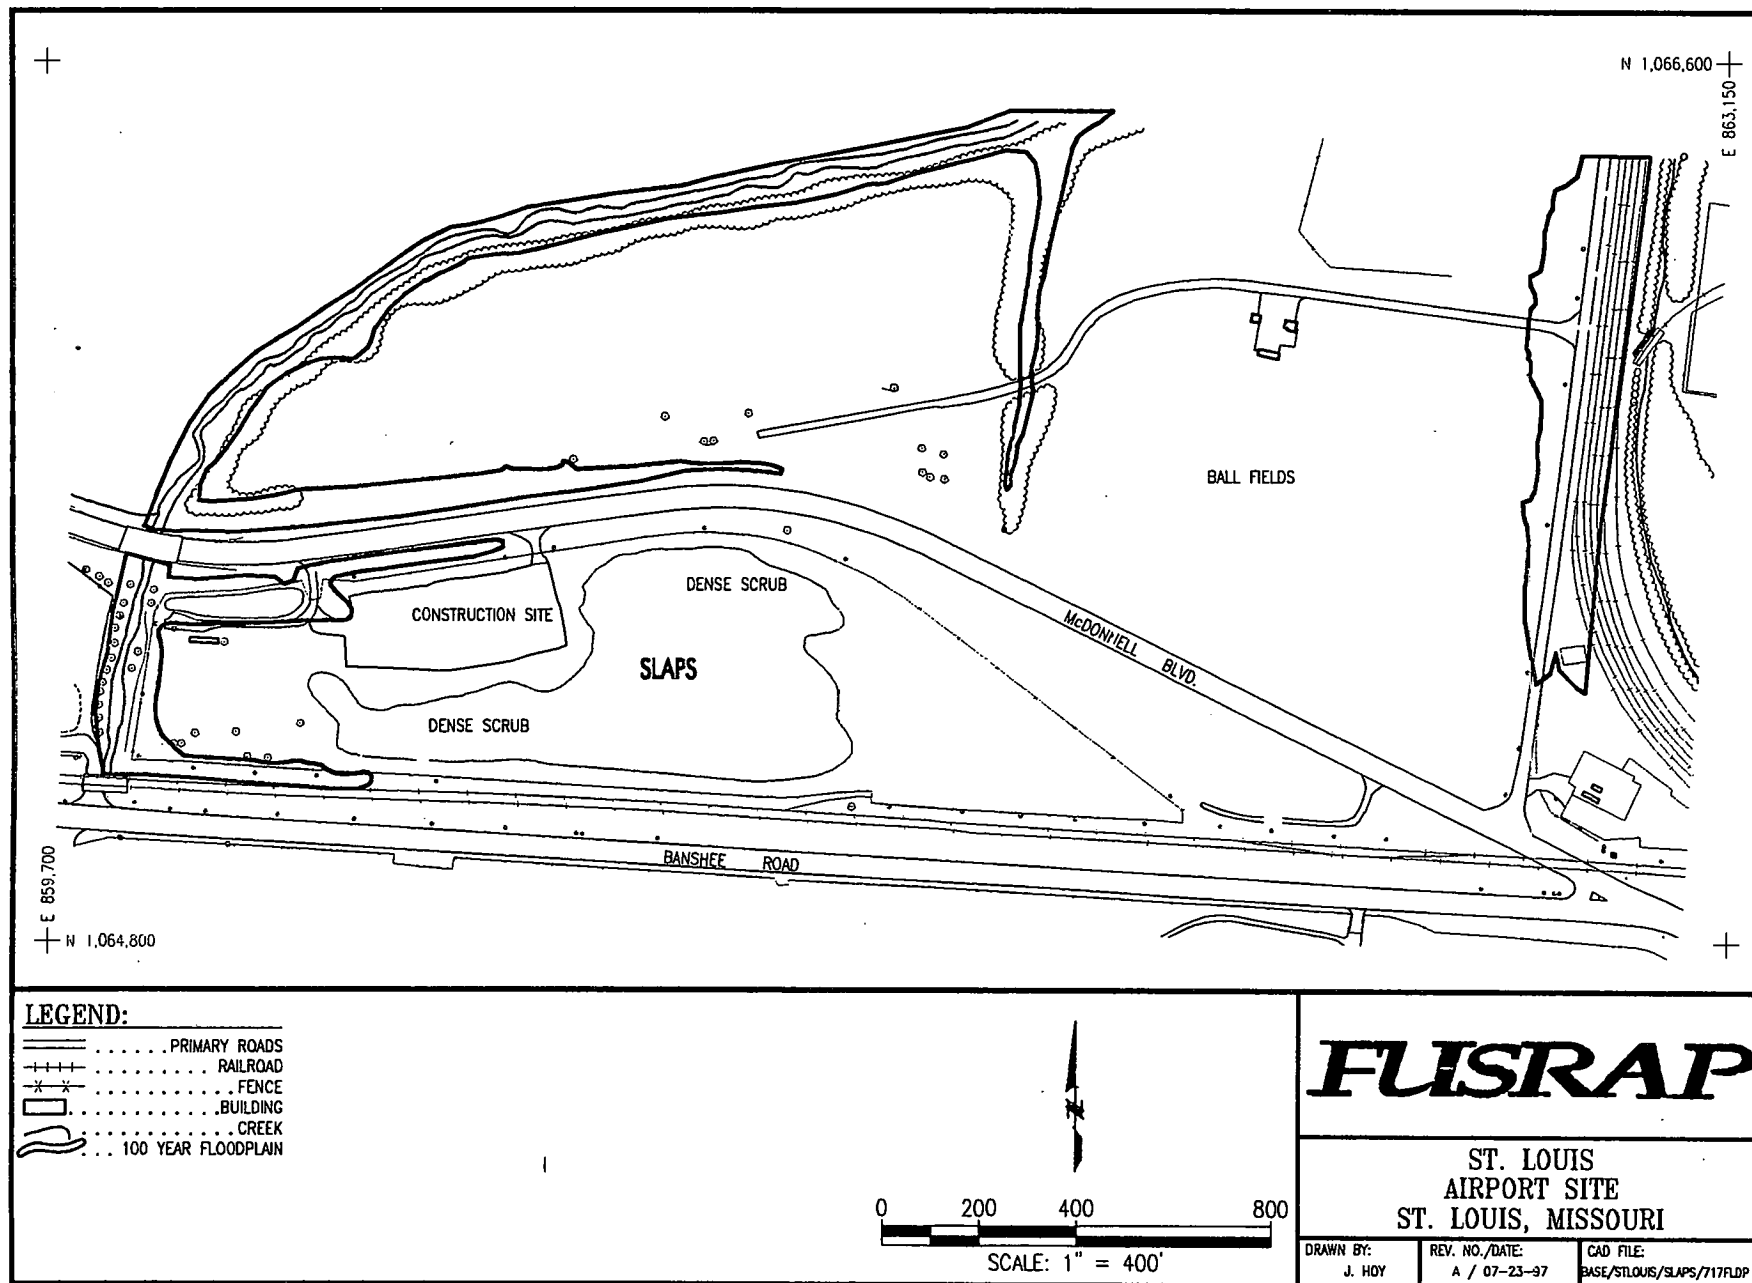 N 1,066,600
E 863,150
BALL FIELDS
DENSE SCRUB
CONSTRUCTION SITE
McDONNELL BLVD.
SLAPS
DENSE SCRUB
BANSHEE ROAD
E 859,700
N 1,064,800
LEGEND:
. . . . . . PRIMARY ROADS
. . . . . . . . . RAILROAD
. . . . . . . . . . . FENCE
. . . . . . . . . . . BUILDING
. . . . . . . . . . . CREEK
. . . 100 YEAR FLOODPLAIN
N
0 200 400 800
SCALE: 1" = 400'
FUSRAP
ST. LOUIS
AIRPORT SITE
ST. LOUIS, MISSOURI
DRAWN BY:
J. HOY
REV. NO./DATE:
A / 07-23-97
CAD FILE:
BASE/STLOUIS/SLAPS/717FLDP